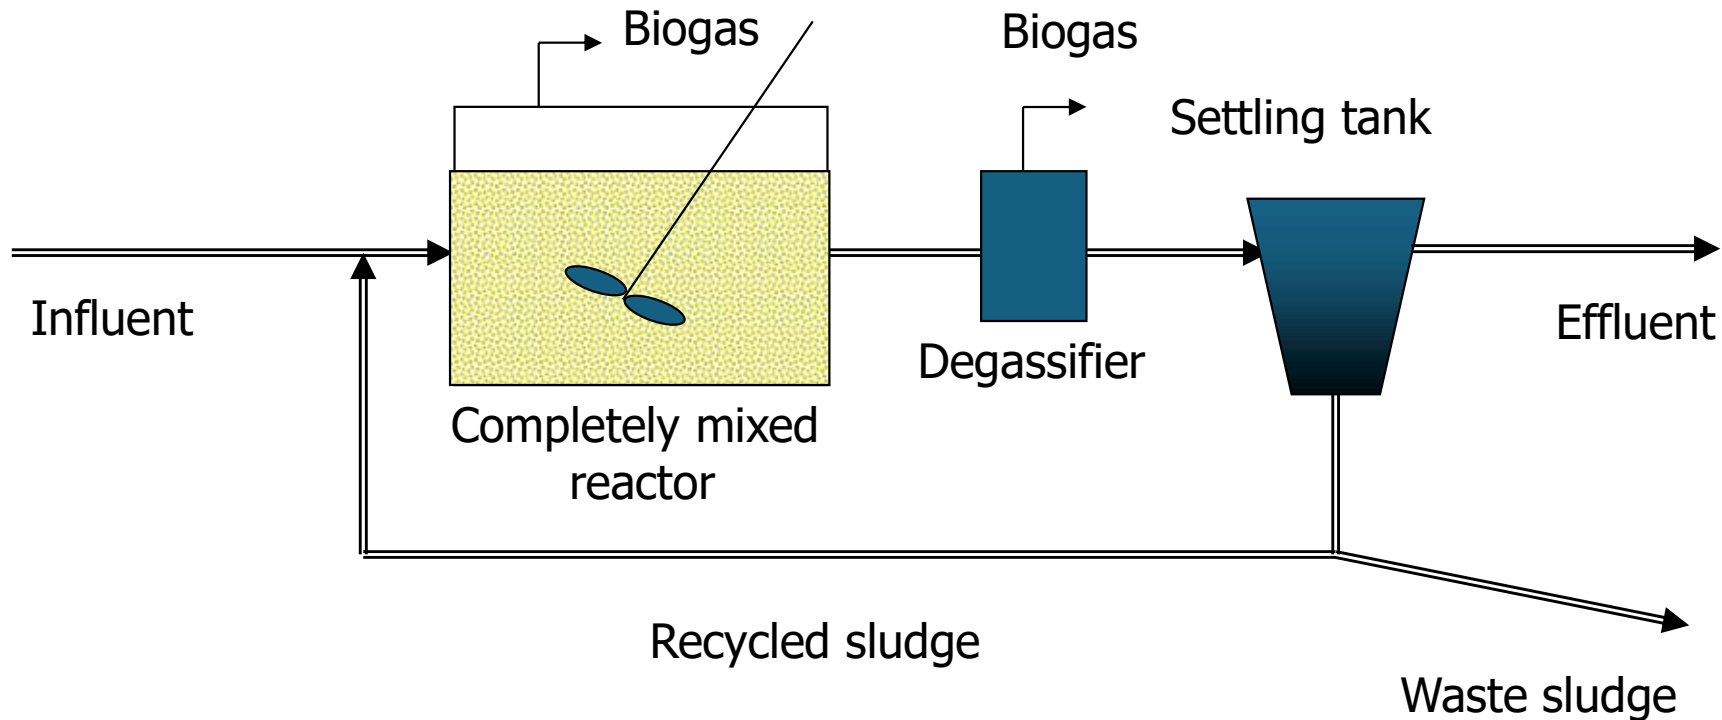 Biogas
Biogas
Settling tank
Influent
Effluent
Degassifier
Completely mixed
reactor
Recycled sludge
Waste sludge